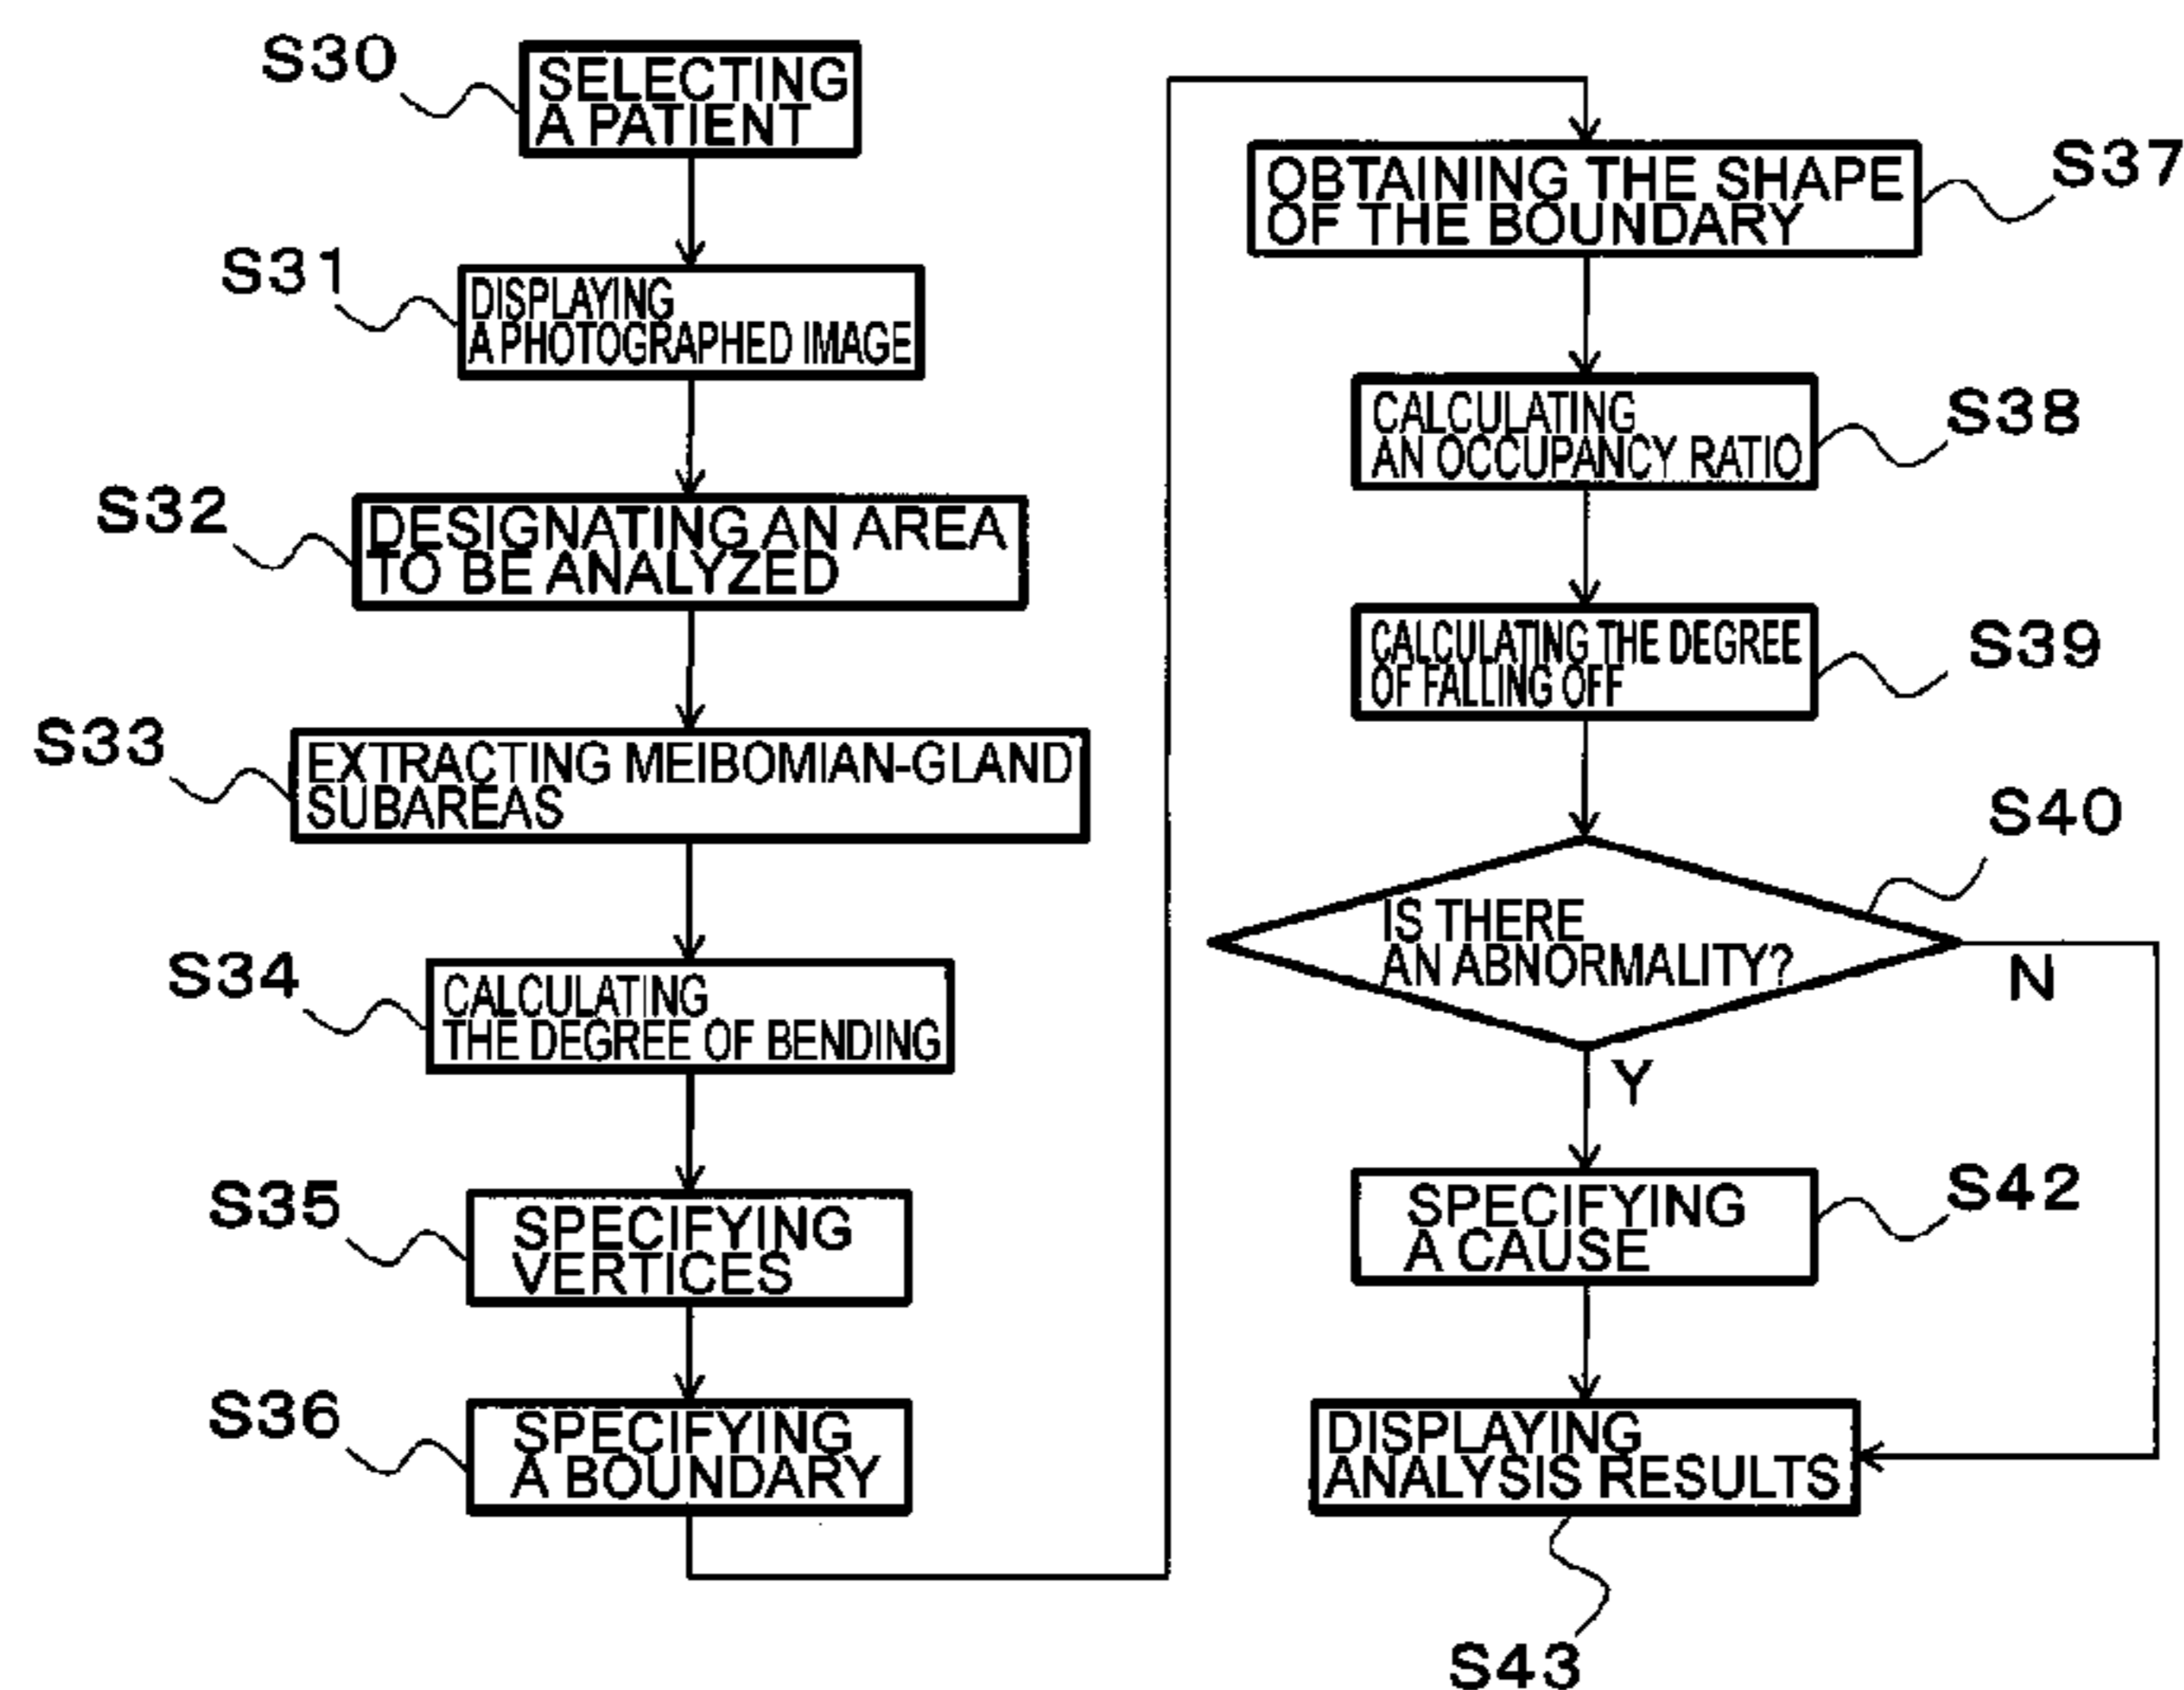 S30
SELECTING
A PATIENT
S31
DISPLAYING
A PHOTOGRAPHED IMAGE
S32
DESIGNATING AN AREA
TO BE ANALYZED
S33
EXTRACTING MEIBOMIAN-GLAND
SUBAREAS
S34
CALCULATING
THE DEGREE OF BENDING
S35
SPECIFYING
VERTICES
S36
SPECIFYING
A BOUNDARY
OBTAINING THE SHAPE
OF THE BOUNDARY
S37
CALCULATING
AN OCCUPANCY RATIO
S38
CALCULATING THE DEGREE
OF FALLING OFF
S39
IS THERE
AN ABNORMALITY?
S40
N
Y
SPECIFYING
A CAUSE
S42
DISPLAYING
ANALYSIS RESULTS
S43